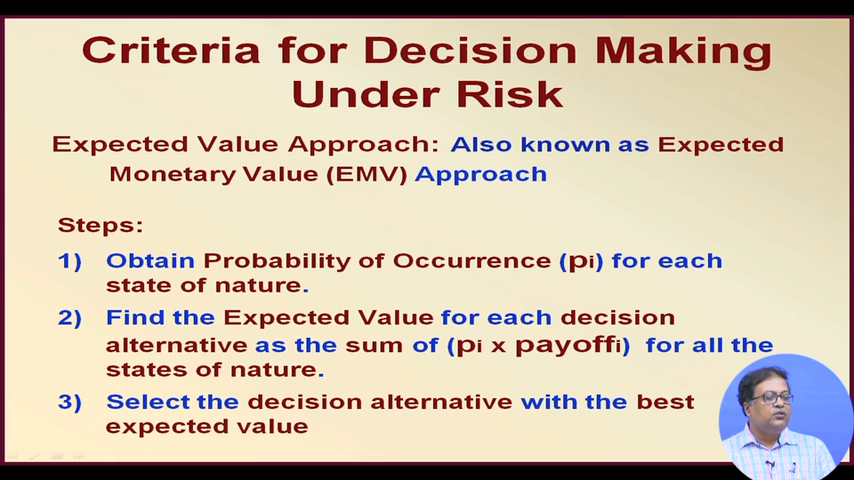 Criteria for Decision Making
Under Risk
Expected Value Approach: Also known as Expected
Monetary Value (EMV) Approach
Steps:
1) Obtain Probability of Occurrence (pi) for each
state of nature.
2) Find the Expected Value for each decision
alternative as the sum of (pi x payoffi) for all the
states of nature.
3) Select the decision alternative with the best
expected value